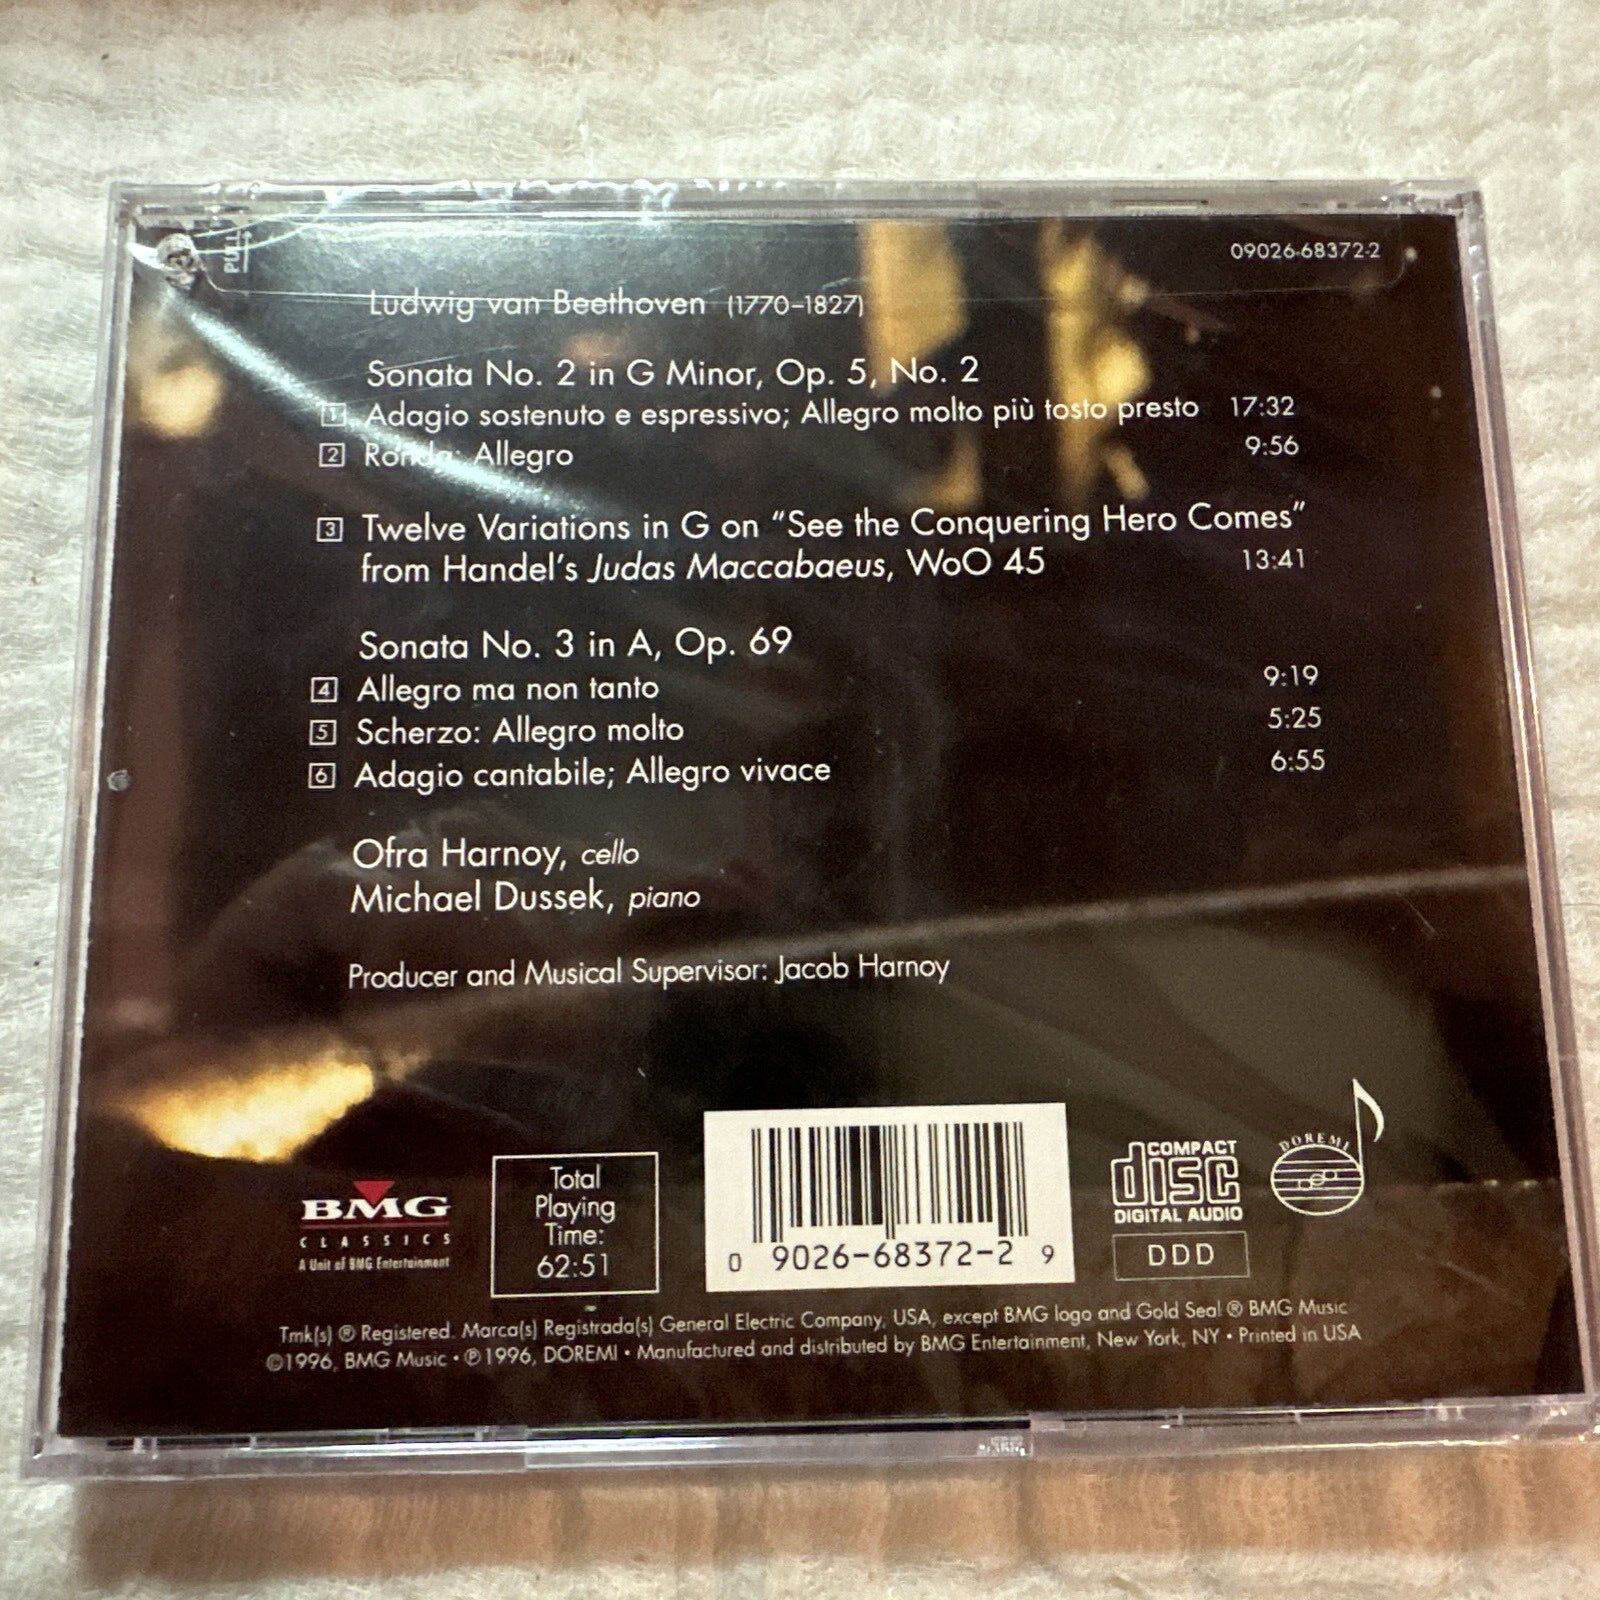 PULL
09026-68372-2
Ludwig van Beethoven (1770–1827)
Sonata No. 2 in G Minor, Op. 5, No. 2
1 Adagio sostenuto e espressivo; Allegro molto più tosto presto 17:32
2 Rondo: Allegro 9:56
3 Twelve Variations in G on “See the Conquering Hero Comes”
from Handel’s Judas Maccabaeus, WoO 45 13:41
Sonata No. 3 in A, Op. 69
4 Allegro ma non tanto 9:19
5 Scherzo: Allegro molto 5:25
6 Adagio cantabile; Allegro vivace 6:55
Ofra Harnoy, cello
Michael Dussek, piano
Producer and Musical Supervisor: Jacob Harnoy
BMG
CLASSICS
A Unit of BMG Entertainment
Total
Playing
Time:
62:51
0 9026-68372-2 9
COMPACT
disc
DIGITAL AUDIO
DDD
DOREMI
Tmk(s) ® Registered. Marca(s) Registrada(s) General Electric Company, USA, except BMG logo and Gold Seal ® BMG Music
©1996, BMG Music • ℗1996, DOREMI • Manufactured and distributed by BMG Entertainment, New York, NY • Printed in USA